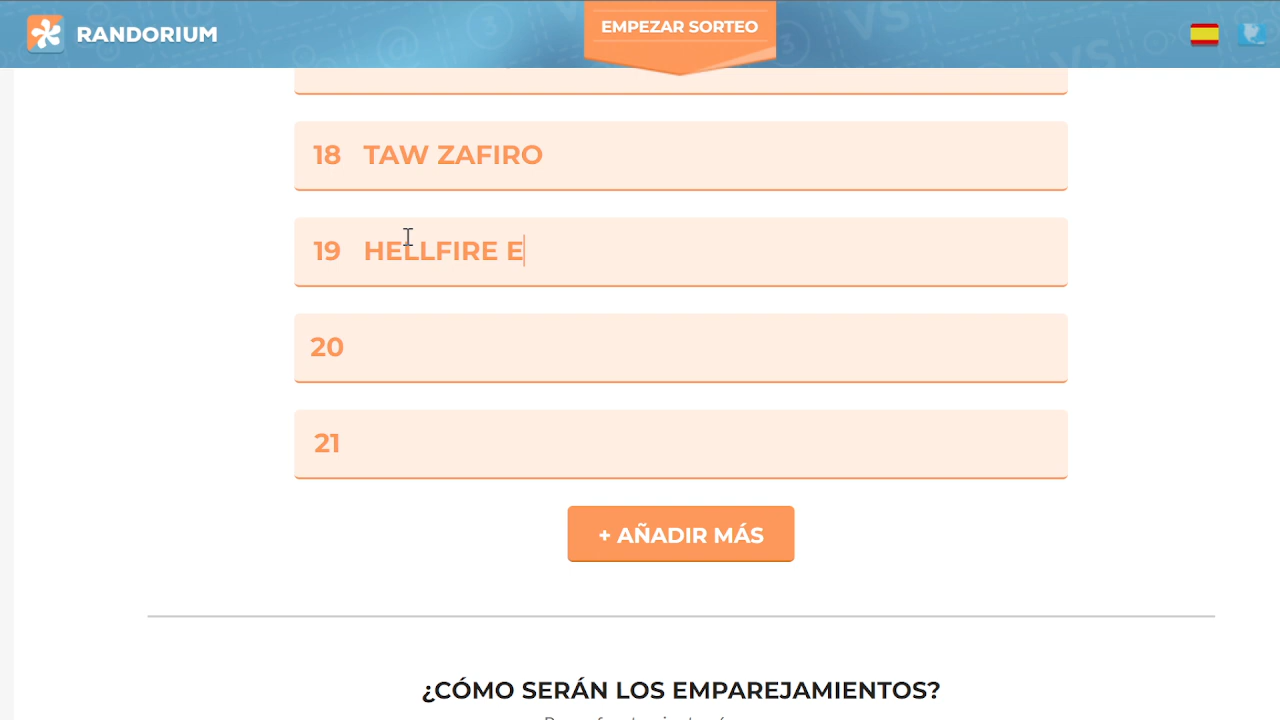 RANDORIUM
EMPEZAR SORTEO
18 TAW ZAFIRO
19 HELLFIRE E
20
21
+ AÑADIR MÁS
¿CÓMO SERÁN LOS EMPAREJAMIENTOS?